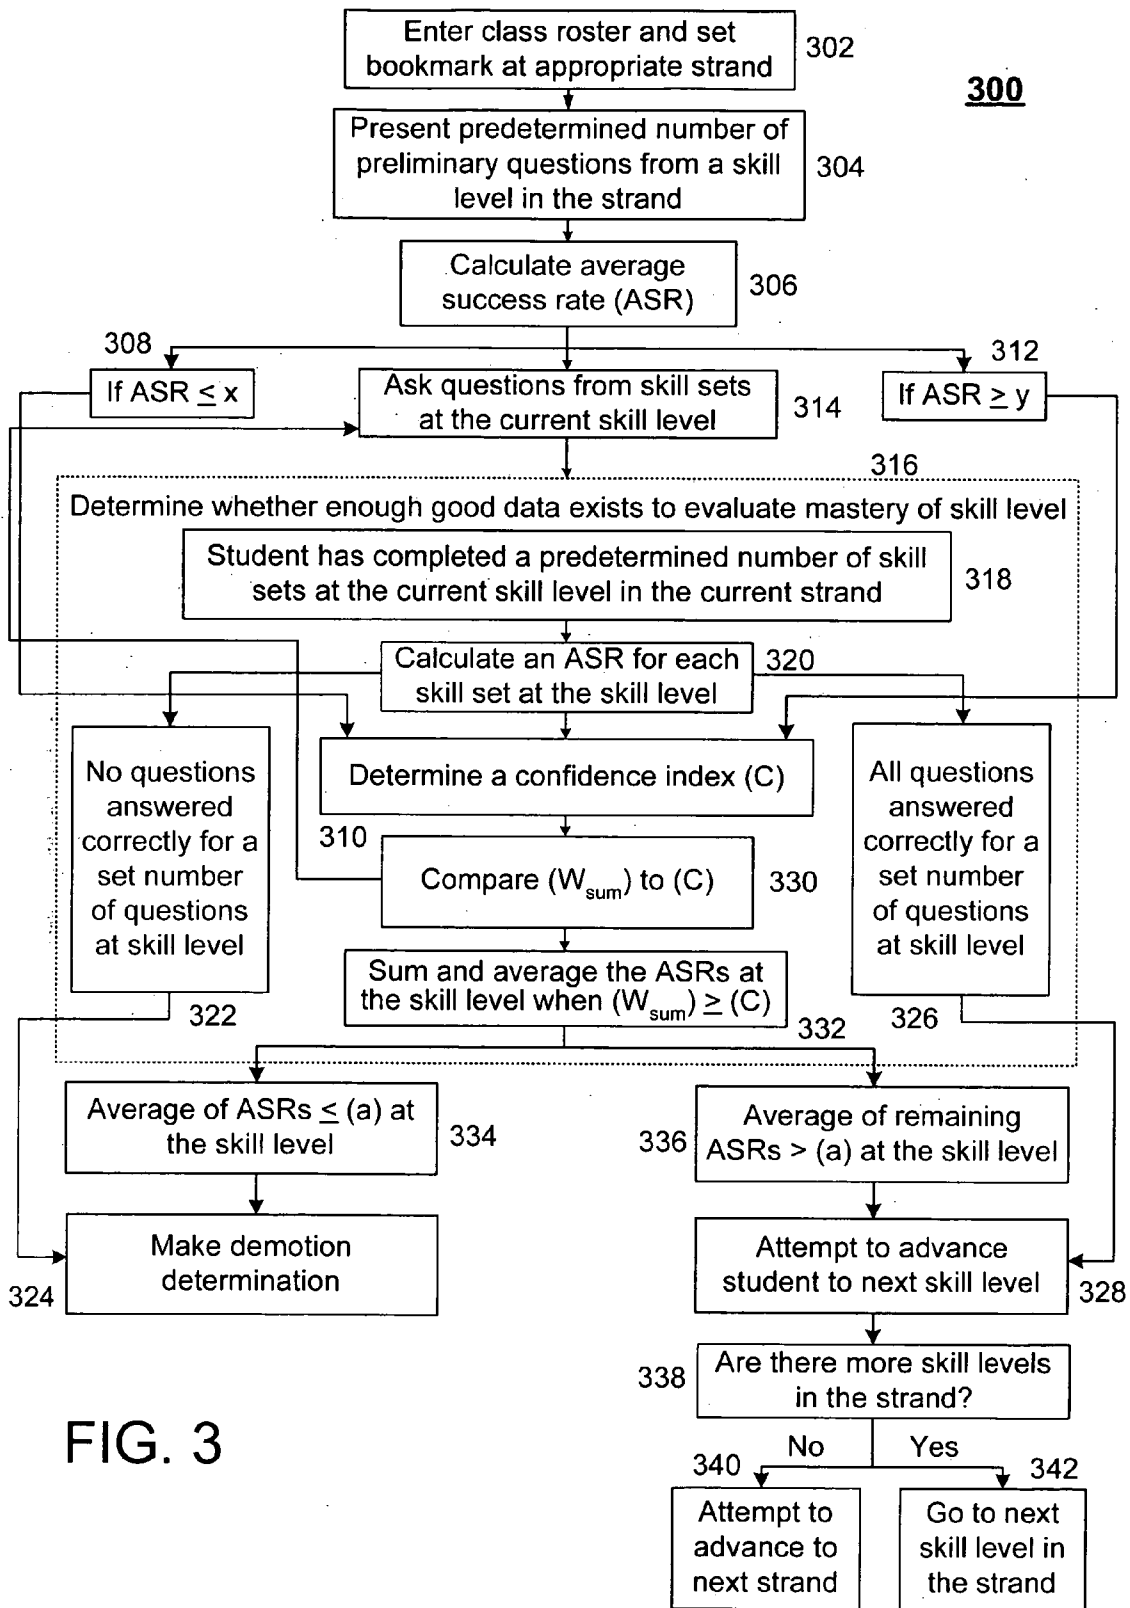 Enter class roster and set
bookmark at appropriate strand
302
300
Present predetermined number of
preliminary questions from a skill
level in the strand
304
Calculate average
success rate (ASR)
306
308
If ASR ≤ x
Ask questions from skill sets
at the current skill level
314
312
If ASR ≥ y
316
Determine whether enough good data exists to evaluate mastery of skill level
Student has completed a predetermined number of skill
sets at the current skill level in the current strand
318
Calculate an ASR for each
skill set at the skill level
320
No questions
answered
correctly for a
set number
of questions
at skill level
322
Determine a confidence index (C)
310
All questions
answered
correctly for a
set number
of questions
at skill level
326
Compare (Wsum) to (C)
330
Sum and average the ASRs at
the skill level when (Wsum) ≥ (C)
332
Average of ASRs ≤ (a) at
the skill level
334
336
Average of remaining
ASRs > (a) at the skill level
Make demotion
determination
324
Attempt to advance
student to next skill level
328
338
Are there more skill levels
in the strand?
No
Yes
340
Attempt to
advance to
next strand
342
Go to next
skill level in
the strand
FIG. 3